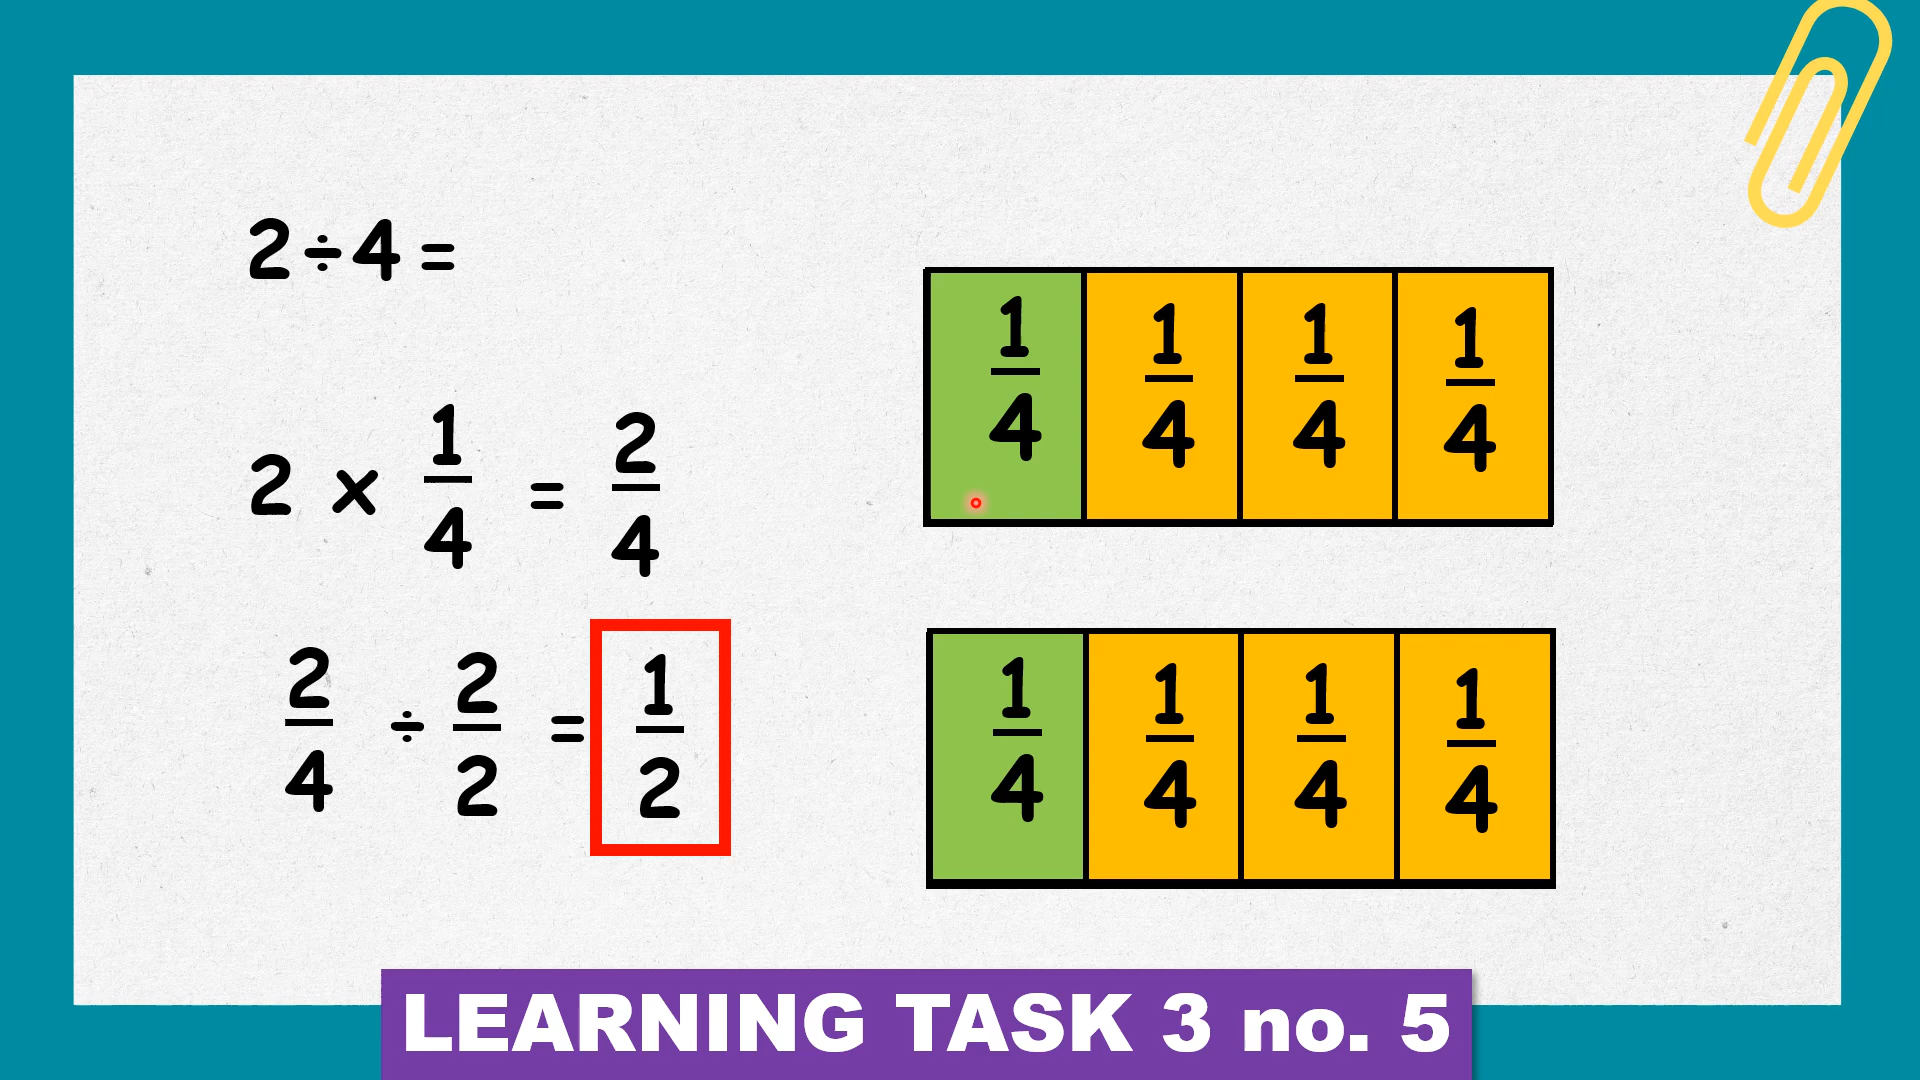 2 ÷ 4 =
2 × 1/4 = 2/4
2/4 ÷ 2/2 = 1/2
1/4 1/4 1/4 1/4
1/4 1/4 1/4 1/4
LEARNING TASK 3 no. 5